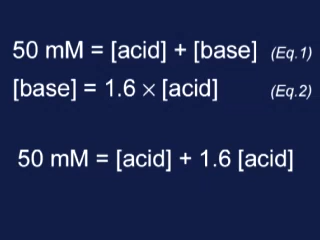 50 mM = [acid] + [base] (Eq.1)
[base] = 1.6 × [acid] (Eq.2)
50 mM = [acid] + 1.6 [acid]